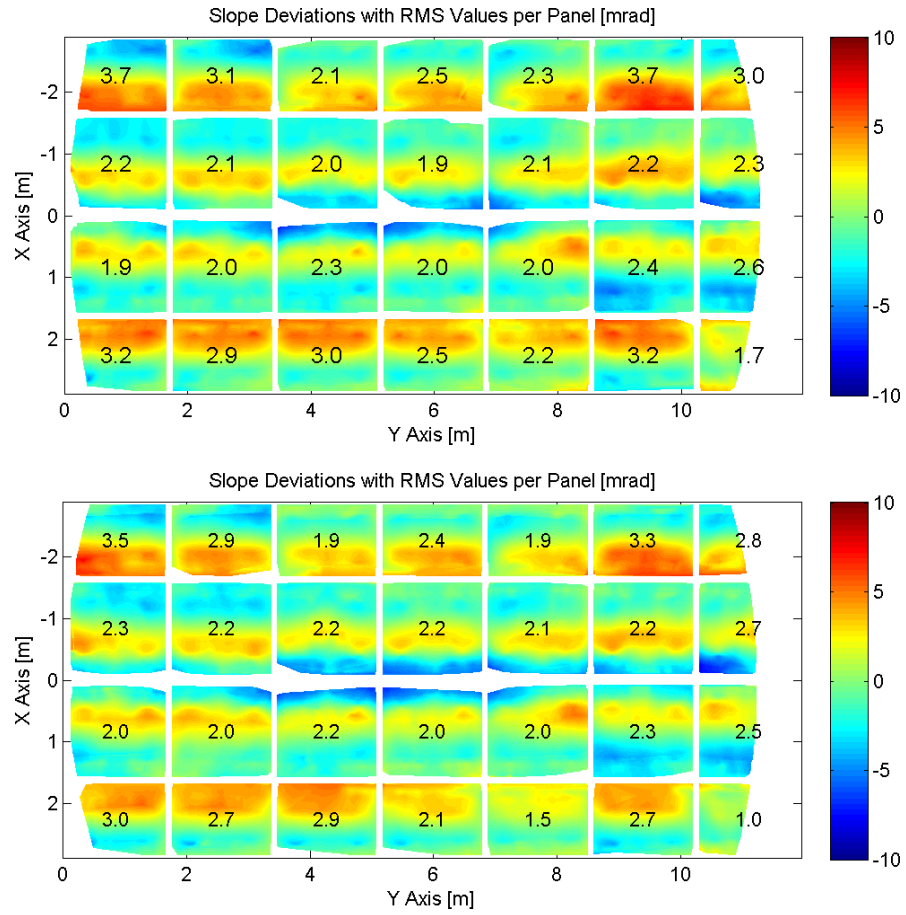 Slope Deviations with RMS Values per Panel [mrad]
3.7 3.1 2.1 2.5 2.3 3.7 3.0
2.2 2.1 2.0 1.9 2.1 2.2 2.3
1.9 2.0 2.3 2.0 2.0 2.4 2.6
3.2 2.9 3.0 2.5 2.2 3.2 1.7
-2
-1
0
1
2
X Axis [m]
0 2 4 6 8 10
Y Axis [m]
10
5
0
-5
-10
Slope Deviations with RMS Values per Panel [mrad]
3.5 2.9 1.9 2.4 1.9 3.3 2.8
2.3 2.2 2.2 2.2 2.1 2.2 2.7
2.0 2.0 2.2 2.0 2.0 2.3 2.5
3.0 2.7 2.9 2.1 1.5 2.7 1.0
-2
-1
0
1
2
X Axis [m]
0 2 4 6 8 10
Y Axis [m]
10
5
0
-5
-10